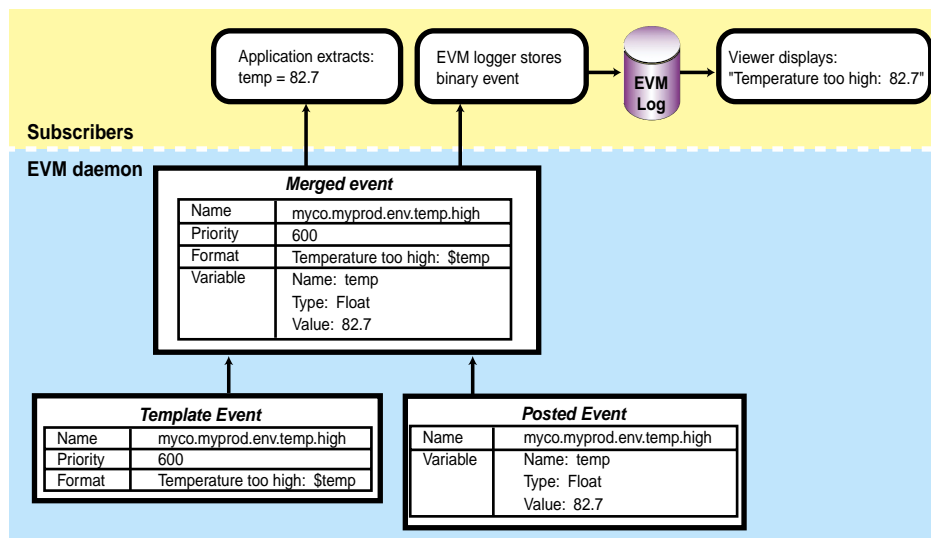 Application extracts:
temp = 82.7
EVM logger stores
binary event
EVM
Log
Viewer displays:
"Temperature too high:  82.7"
Subscribers
EVM daemon
Merged event
Name myco.myprod.env.temp.high
Priority 600
Format Temperature too high:  $temp
Variable Name:  temp
Type:  Float
Value:  82.7
Template Event
Name myco.myprod.env.temp.high
Priority 600
Format Temperature too high:  $temp
Posted Event
Name myco.myprod.env.temp.high
Variable Name:  temp
Type:  Float
Value:  82.7